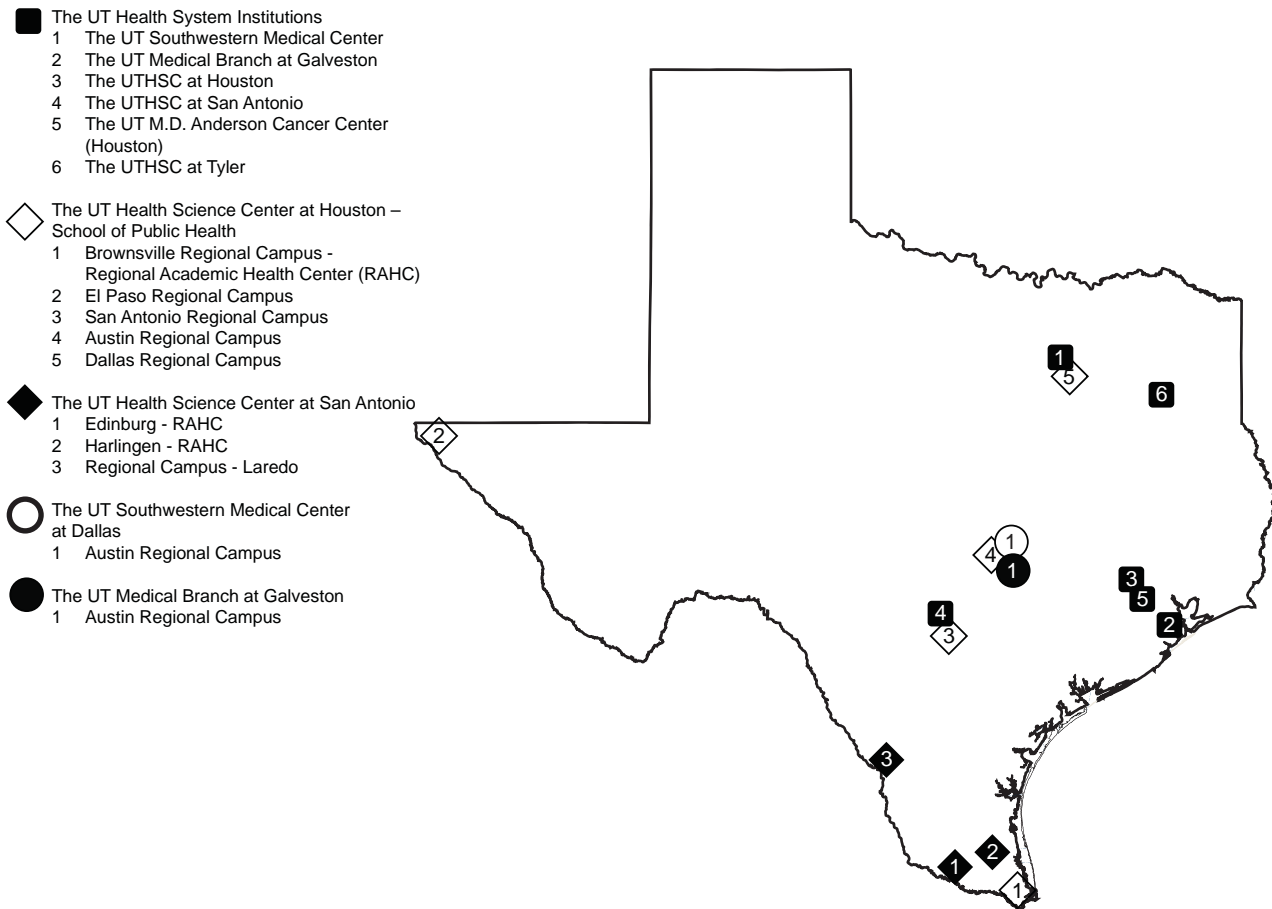 The UT Health System Institutions
1 The UT Southwestern Medical Center
2 The UT Medical Branch at Galveston
3 The UTHSC at Houston
4 The UTHSC at San Antonio
5 The UT M.D. Anderson Cancer Center
(Houston)
6 The UTHSC at Tyler
The UT Health Science Center at Houston –
School of Public Health
1 Brownsville Regional Campus -
Regional Academic Health Center (RAHC)
2 El Paso Regional Campus
3 San Antonio Regional Campus
4 Austin Regional Campus
5 Dallas Regional Campus
The UT Health Science Center at San Antonio
1 Edinburg - RAHC
2 Harlingen - RAHC
3 Regional Campus - Laredo
The UT Southwestern Medical Center
at Dallas
1 Austin Regional Campus
The UT Medical Branch at Galveston
1 Austin Regional Campus
1
5
6
2
1
4
1
3
5
4
2
3
3
2
1
1